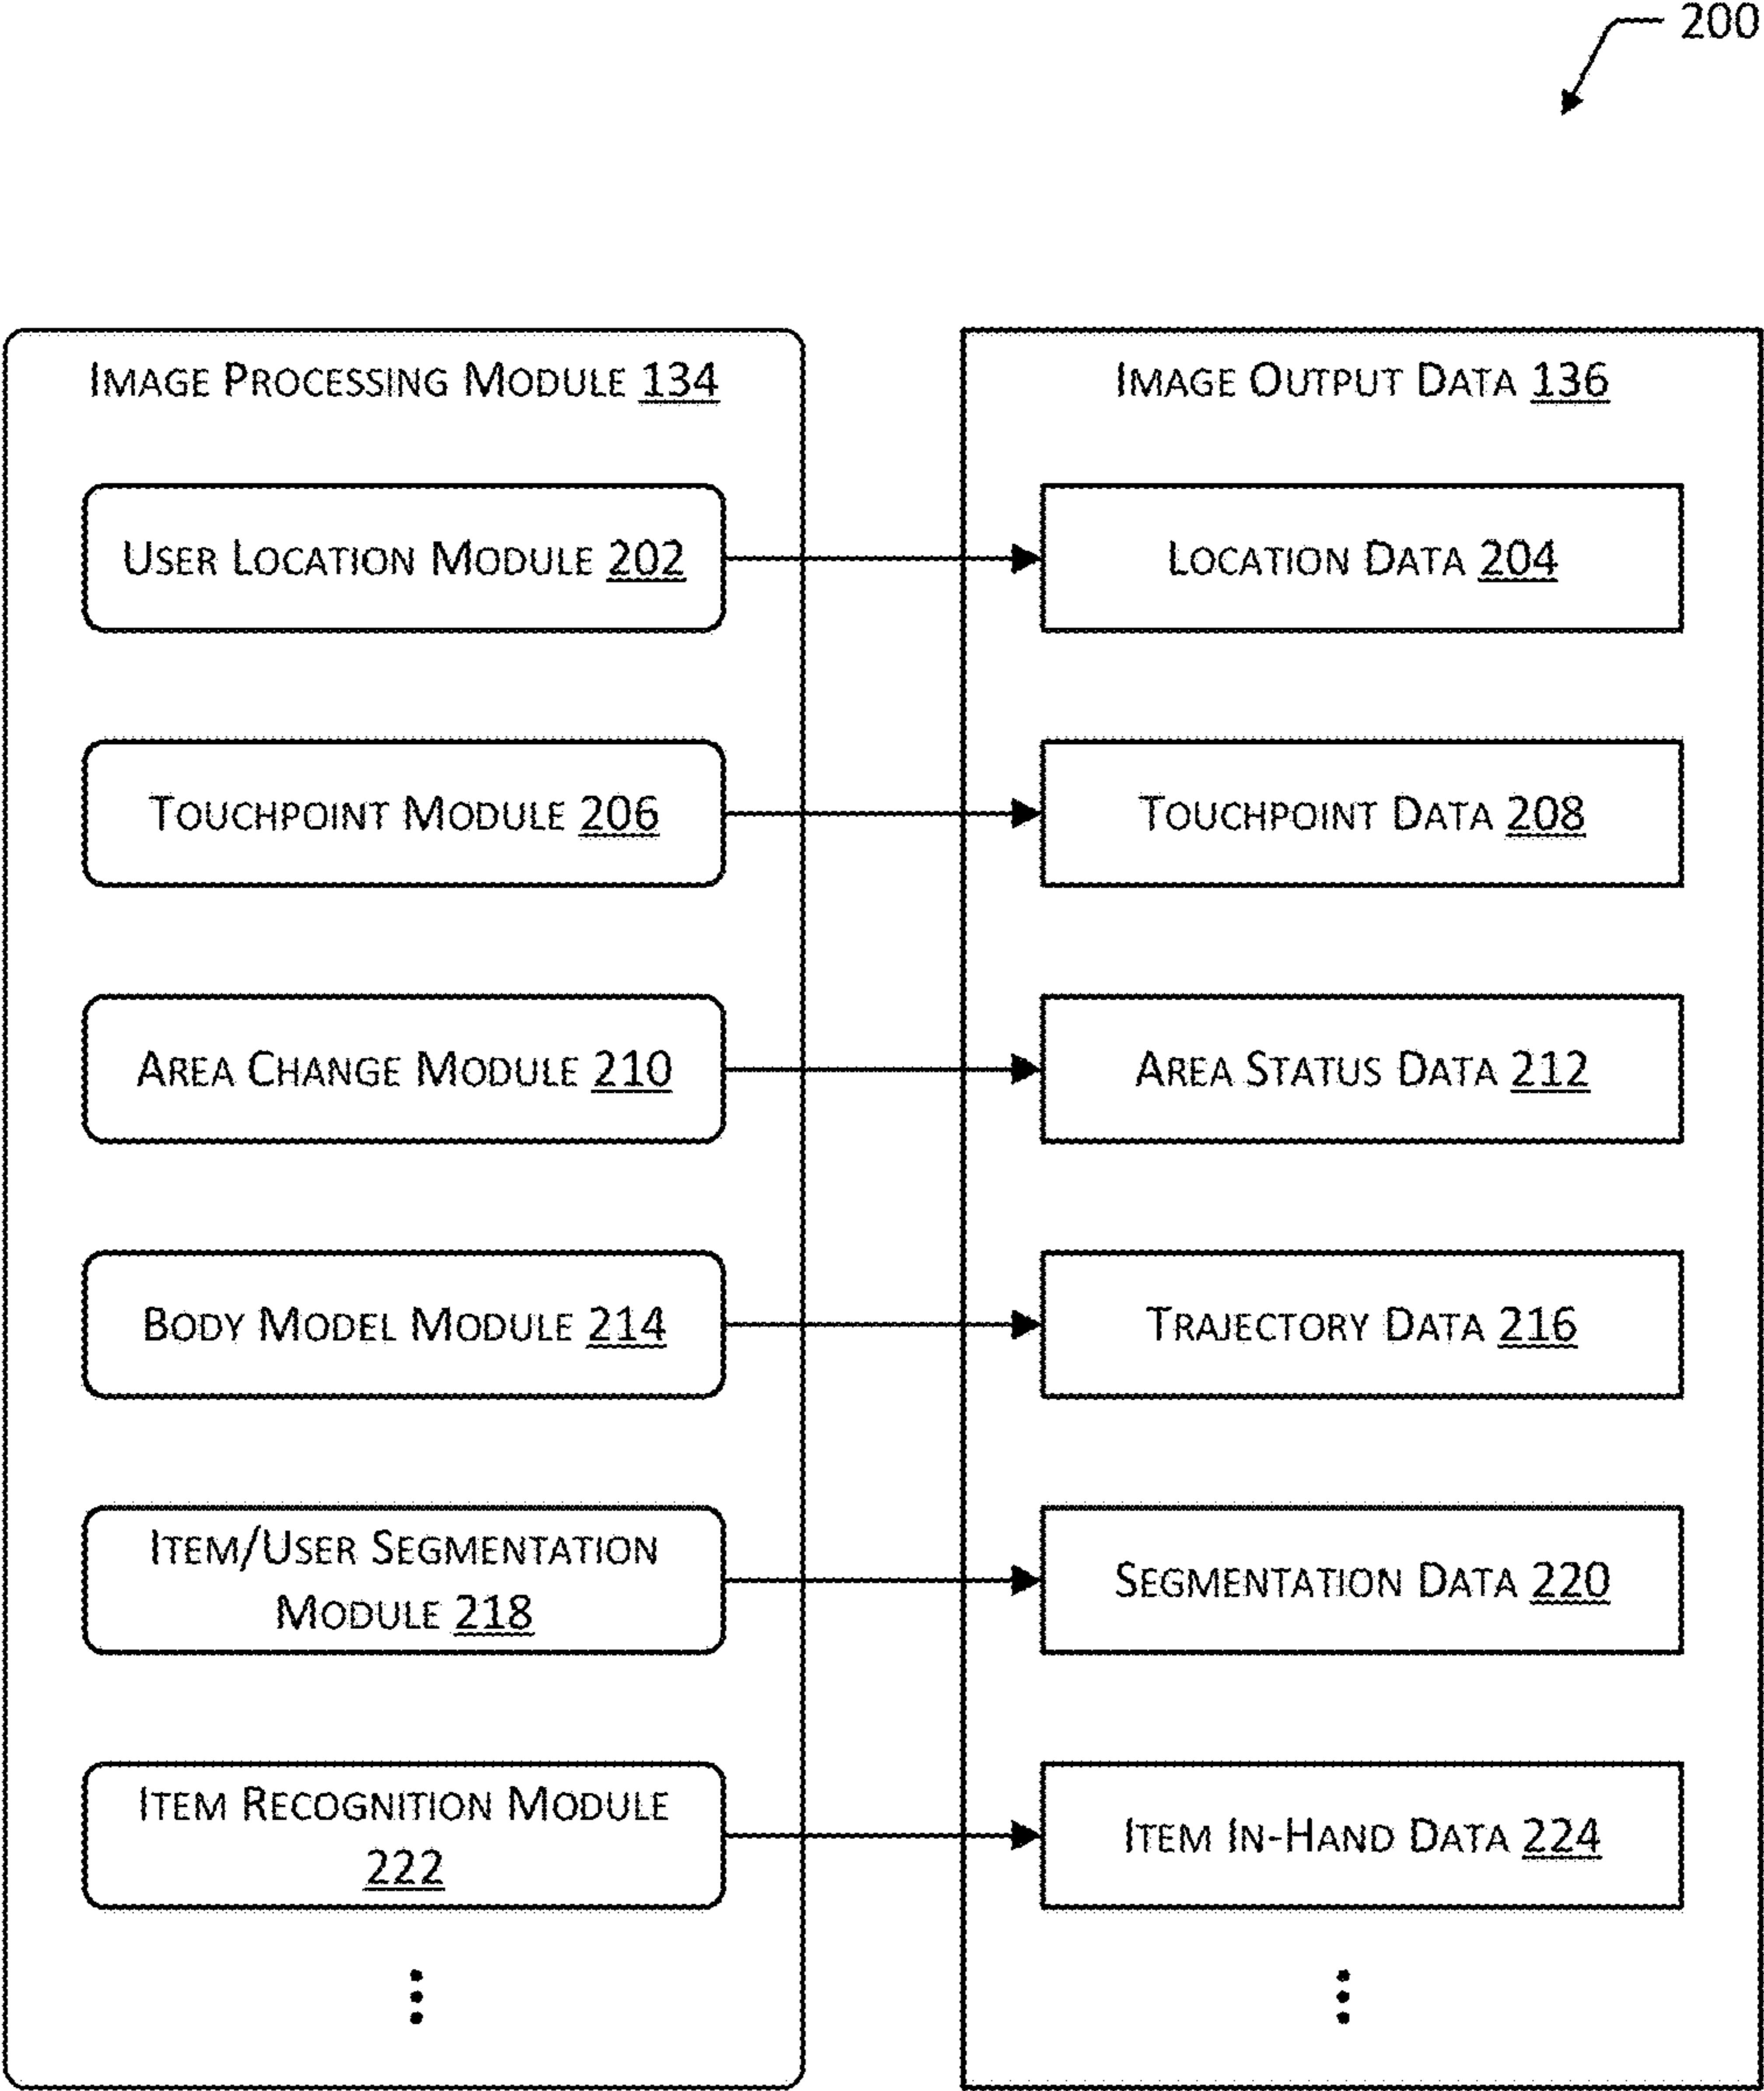 200
IMAGE PROCESSING MODULE 134
IMAGE OUTPUT DATA 136
USER LOCATION MODULE 202
LOCATION DATA 204
TOUCHPOINT MODULE 206
TOUCHPOINT DATA 208
AREA CHANGE MODULE 210
AREA STATUS DATA 212
BODY MODEL MODULE 214
TRAJECTORY DATA 216
ITEM/USER SEGMENTATION
MODULE 218
SEGMENTATION DATA 220
ITEM RECOGNITION MODULE
222
ITEM IN-HAND DATA 224